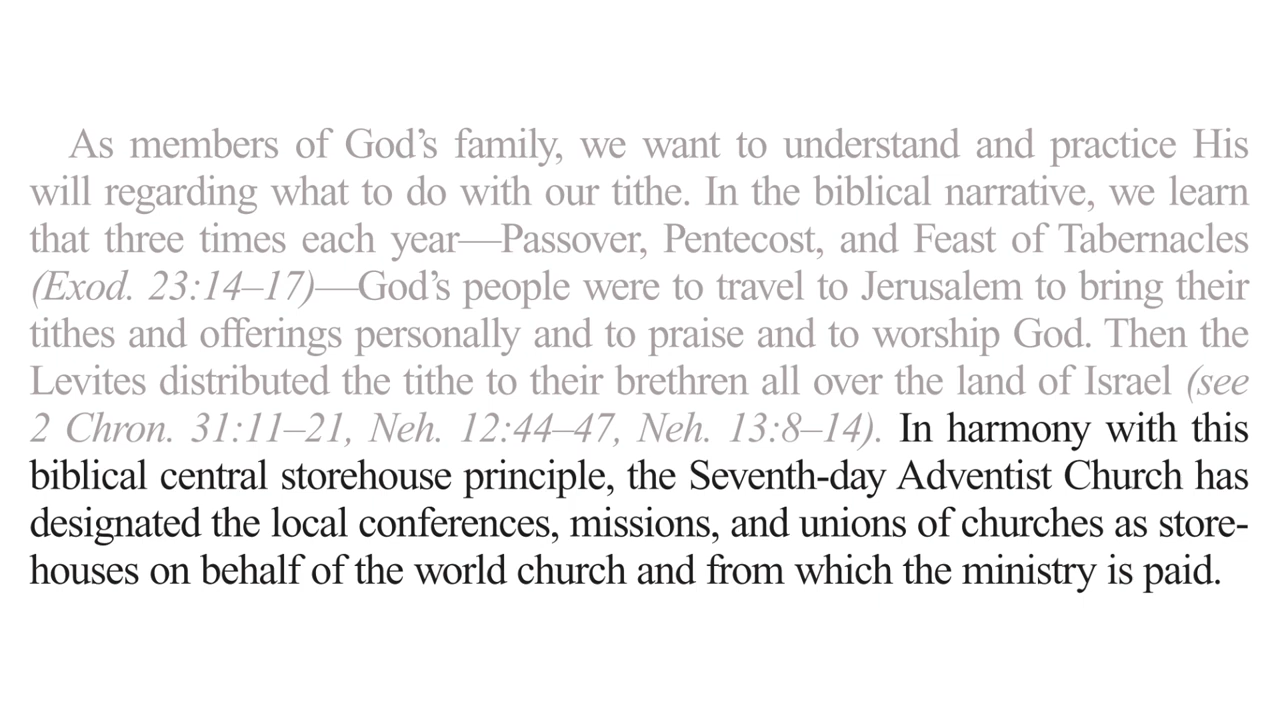 As members of God’s family, we want to understand and practice His
will regarding what to do with our tithe. In the biblical narrative, we learn
that three times each year—Passover, Pentecost, and Feast of Tabernacles
(Exod. 23:14–17)—God’s people were to travel to Jerusalem to bring their
tithes and offerings personally and to praise and to worship God. Then the
Levites distributed the tithe to their brethren all over the land of Israel (see
2 Chron. 31:11–21, Neh. 12:44–47, Neh. 13:8–14). In harmony with this
biblical central storehouse principle, the Seventh-day Adventist Church has
designated the local conferences, missions, and unions of churches as store-
houses on behalf of the world church and from which the ministry is paid.